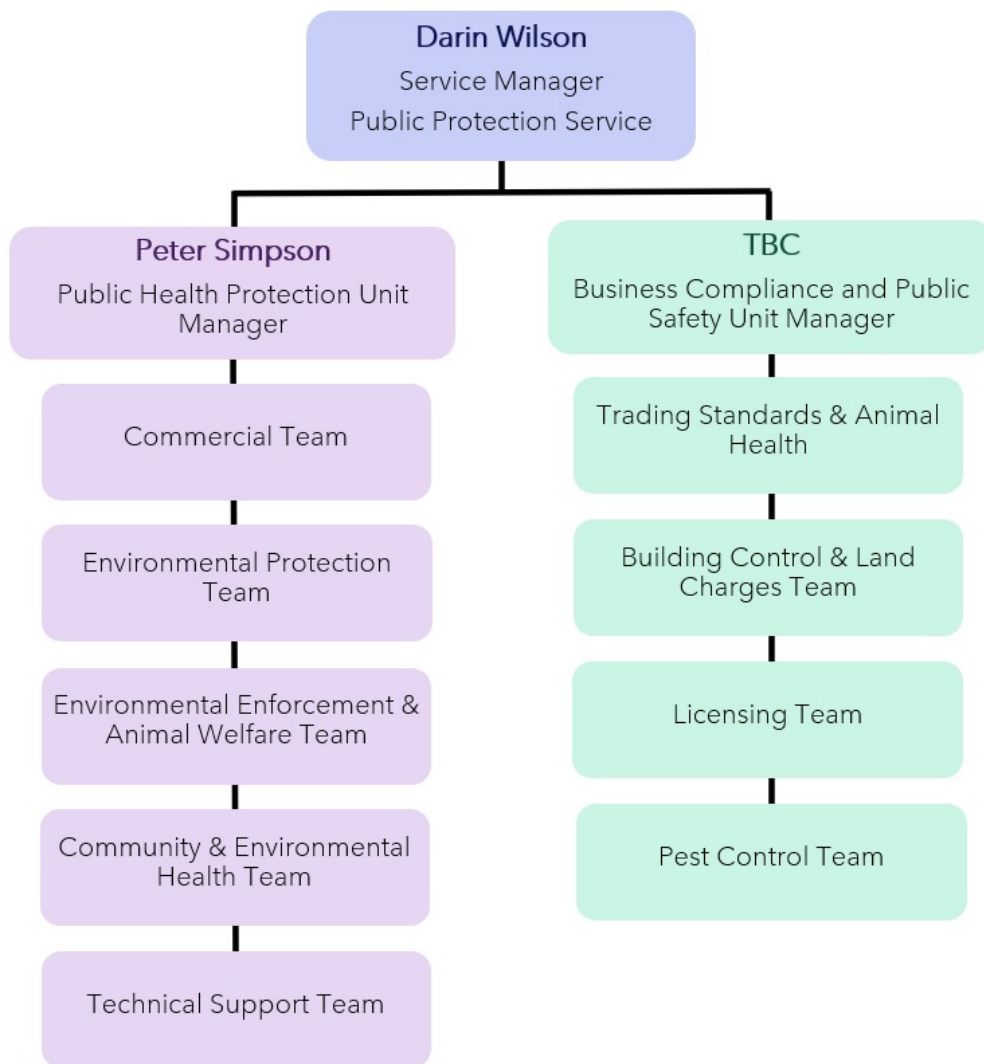 Darin Wilson
Service Manager
Public Protection Service
Peter Simpson
Public Health Protection Unit
Manager
Commercial Team
Environmental Protection
Team
Environmental Enforcement &
Animal Welfare Team
Community & Environmental
Health Team
Technical Support Team
TBC
Business Compliance and Public
Safety Unit Manager
Trading Standards & Animal
Health
Building Control & Land
Charges Team
Licensing Team
Pest Control Team